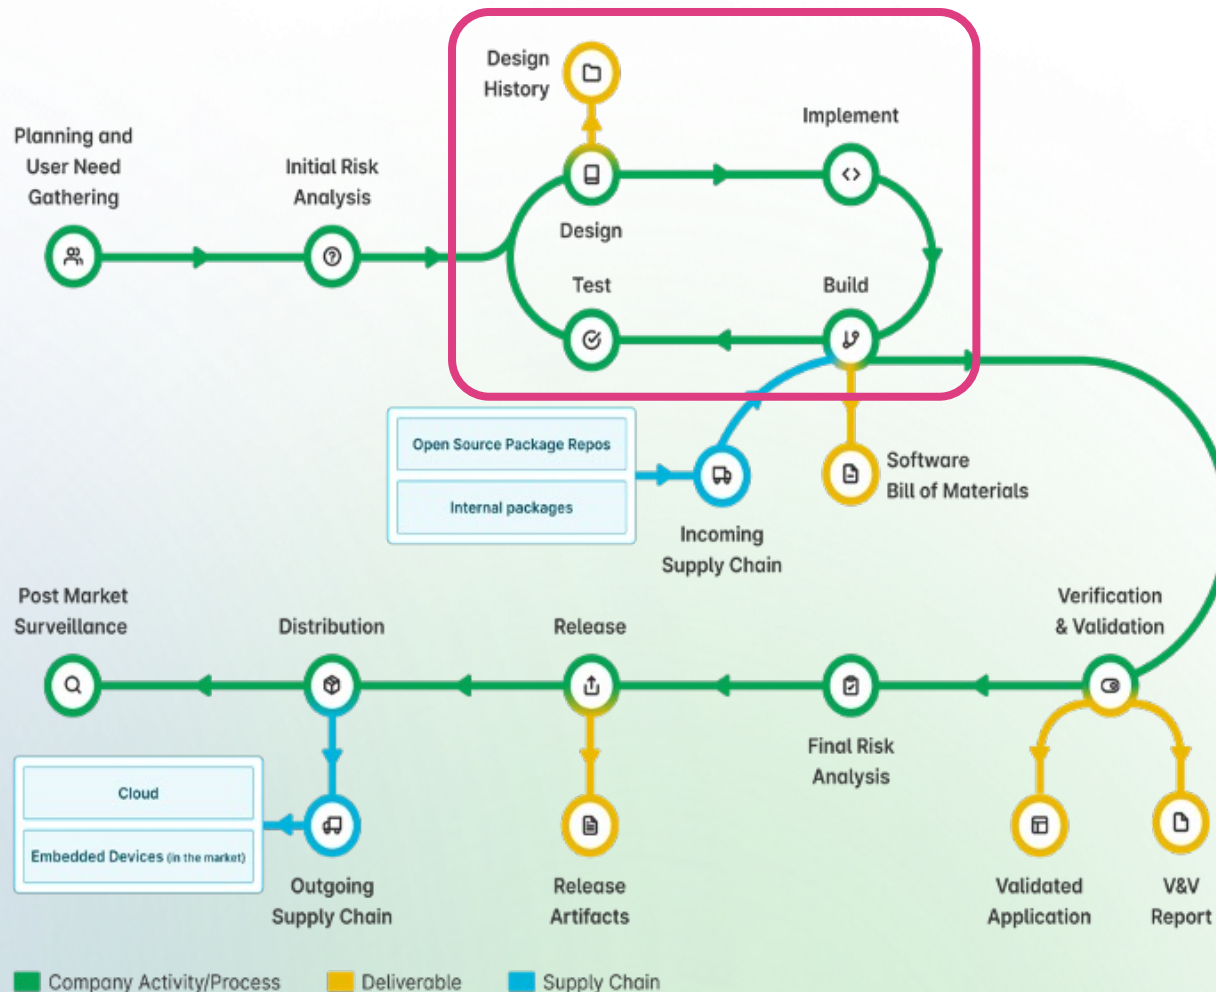 Design
History
Implement
Planning and
User Need
Gathering
Initial Risk
Analysis
Design
Test
Build
Open Source Package Repos
Internal packages
Software
Bill of Materials
Incoming
Supply Chain
Post Market
Surveillance
Distribution
Release
Verification
& Validation
Final Risk
Analysis
Cloud
Embedded Devices (in the market)
Outgoing
Supply Chain
Release
Artifacts
Validated
Application
V&V
Report
Company Activity/Process
Deliverable
Supply Chain